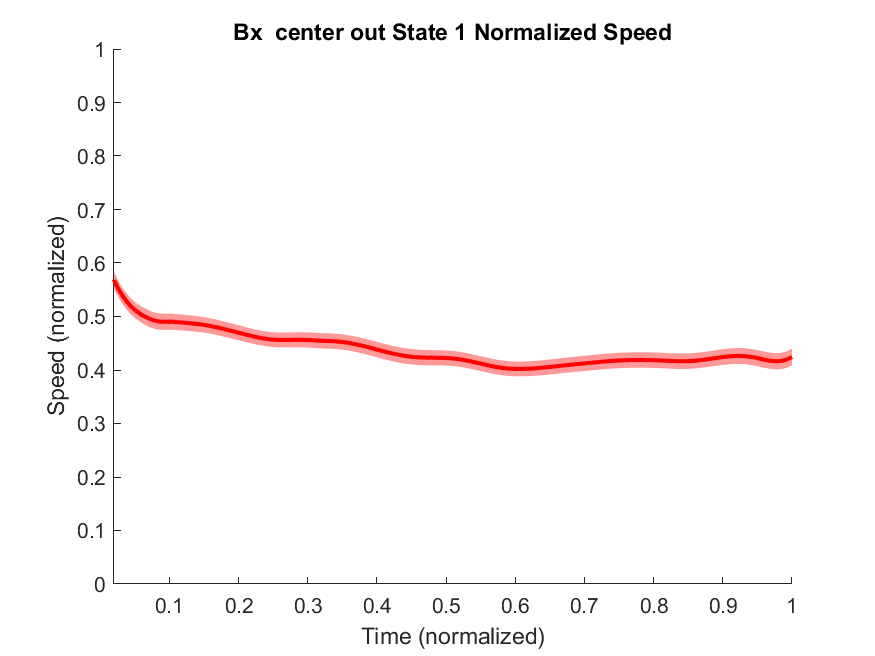 Bx  center out State 1 Normalized Speed
1
0.9
0.8
0.7
0.6
0.5
0.4
0.3
0.2
0.1
0
Speed (normalized)
0.1 0.2 0.3 0.4 0.5 0.6 0.7 0.8 0.9 1
Time (normalized)